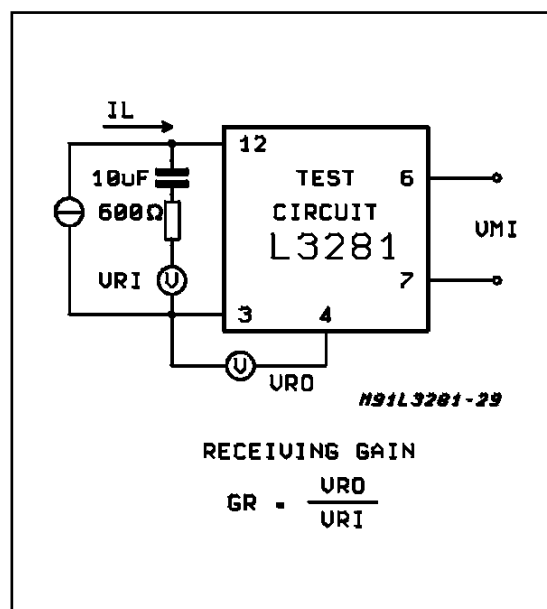 IL
12
10uF
TEST
6
600Ω
CIRCUIT
VMI
L3281
VRI
7
3
4
V
V
VRO
M91L3281-29
RECEIVING GAIN
GR = VRO
VRI